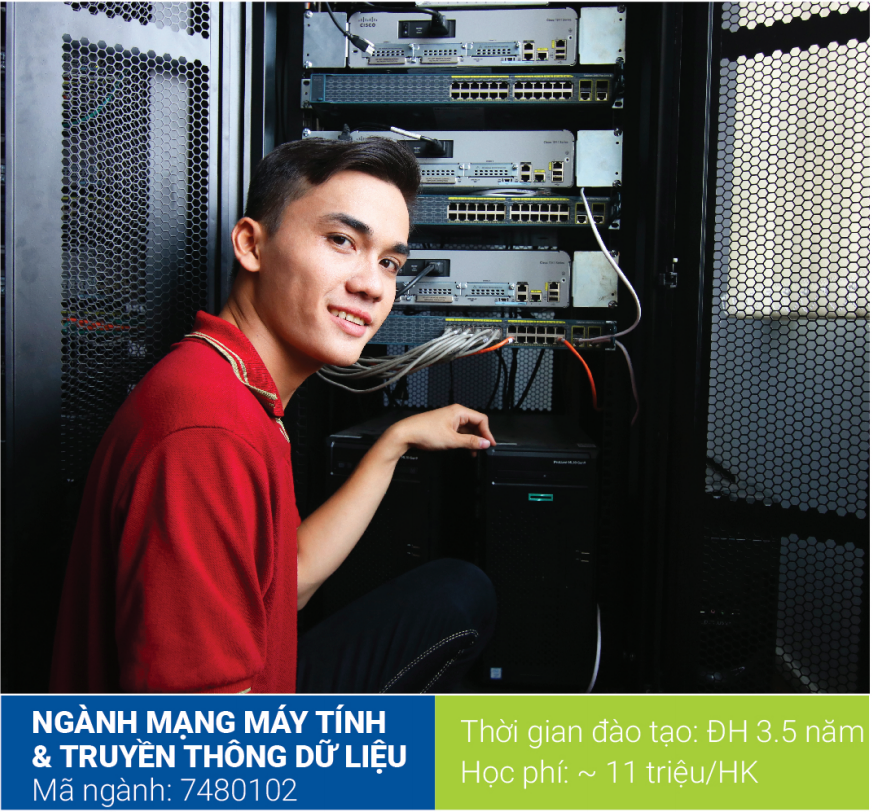 CISCO
NGÀNH MẠNG MÁY TÍNH
& TRUYỀN THÔNG DỮ LIỆU
Mã ngành: 7480102
Thời gian đào tạo: ĐH 3.5 năm
Học phí: ~ 11 triệu/HK